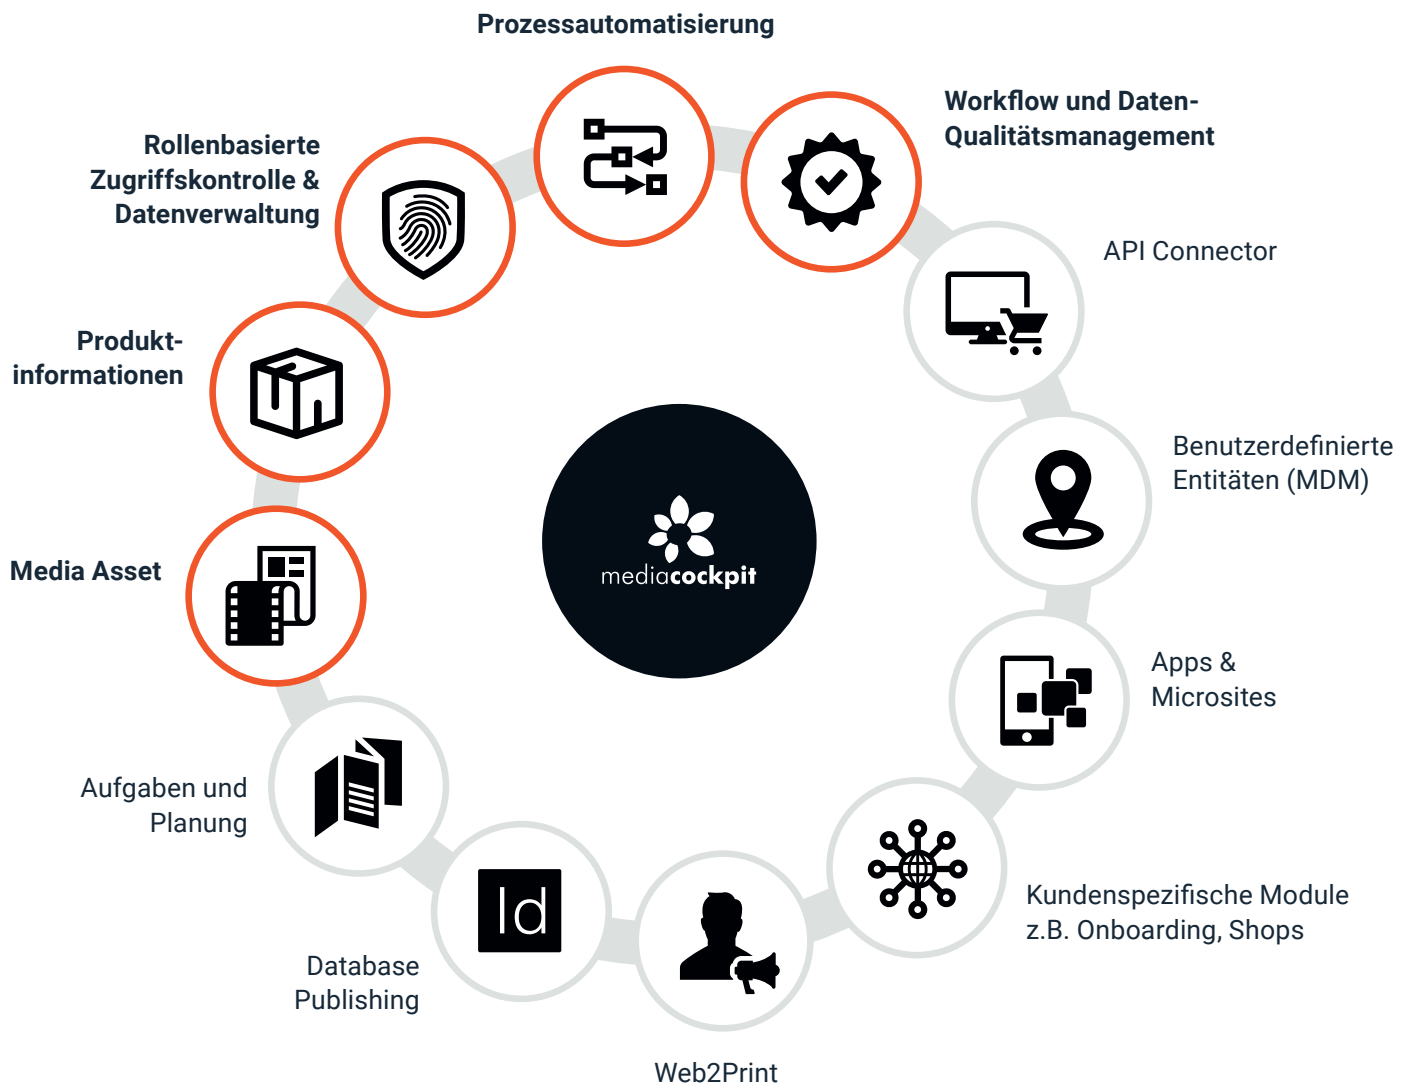 Prozessautomatisierung
Workflow und Daten-
Qualitätsmanagement
Rollenbasierte
Zugriffskontrolle &
Datenverwaltung
API Connector
Produkt-
informationen
Benutzerdefinierte
Entitäten (MDM)
mediacockpit
Media Asset
Apps &
Microsites
Aufgaben und
Planung
Kundenspezifische Module
z.B. Onboarding, Shops
Id
Database
Publishing
Web2Print